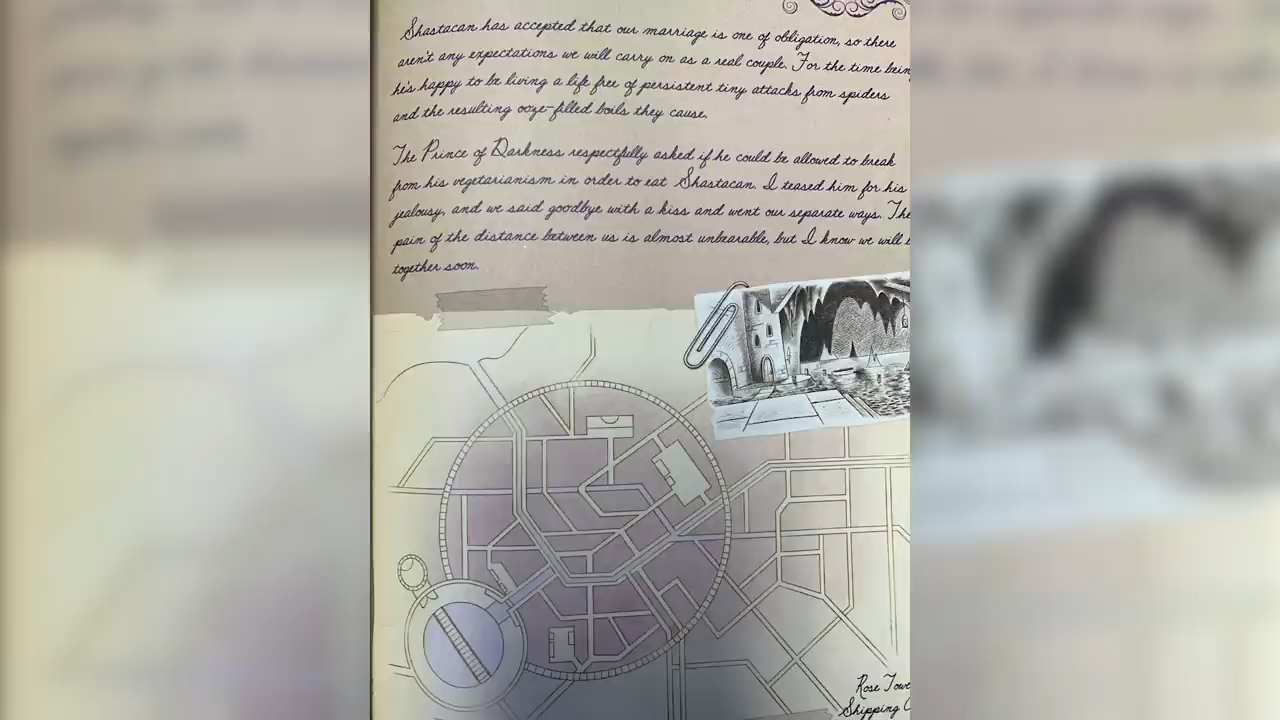 Shastacan has accepted that our marriage is one of obligation, so there
aren't any expectations we will carry on as a real couple. For the time bein
he's happy to be living a life free of persistent tiny attacks from spiders
and the resulting ooze-filled boils they cause.
The Prince of Darkness respectfully asked if he could be allowed to break
from his vegetarianism in order to eat Shastacan. I teased him for his
jealousy, and we said goodbye with a kiss and went our separate ways. The
pain of the distance between us is almost unbearable, but I know we will
together soon.
Rose Towe
Shipping